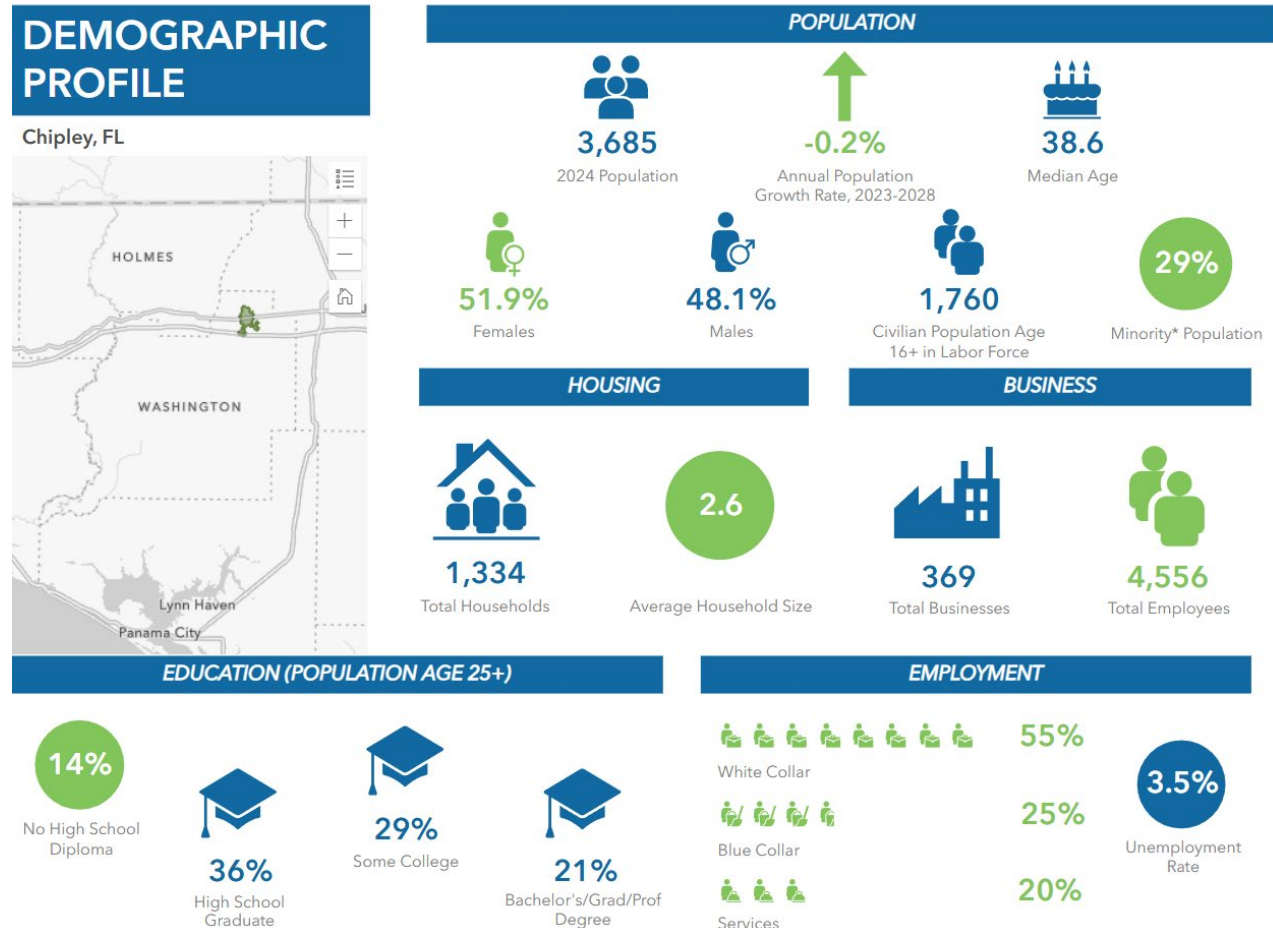 DEMOGRAPHIC
PROFILE
Chipley, FL
HOLMES
WASHINGTON
Lynn Haven
Panama City
POPULATION
3,685
2024 Population
-0.2%
Annual Population
Growth Rate, 2023-2028
38.6
Median Age
51.9%
Females
48.1%
Males
1,760
Civilian Population Age
16+ in Labor Force
29%
Minority* Population
HOUSING
1,334
Total Households
2.6
Average Household Size
BUSINESS
369
Total Businesses
4,556
Total Employees
EDUCATION (POPULATION AGE 25+)
14%
No High School
Diploma
36%
High School
Graduate
29%
Some College
21%
Bachelor's/Grad/Prof
Degree
EMPLOYMENT
55%
White Collar
25%
Blue Collar
20%
Services
3.5%
Unemployment
Rate